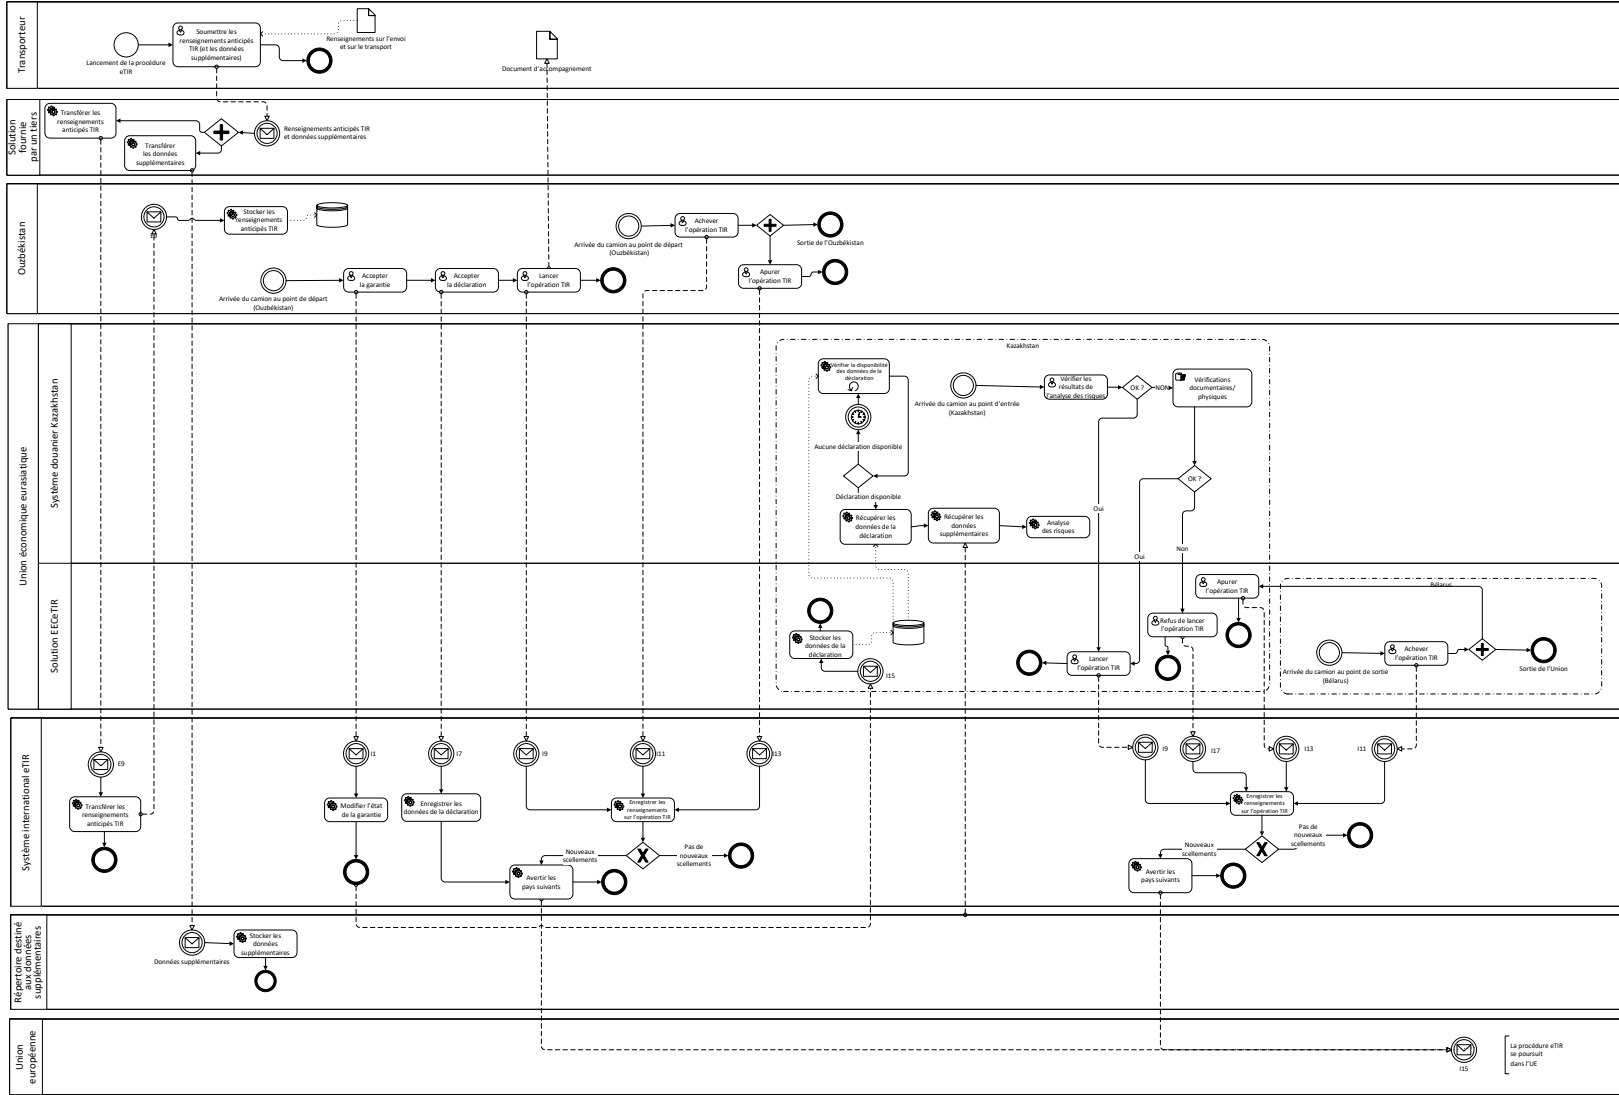 Transporteur
Lancement de la procédure
eTIR
Soumettre les
renseignements anticipés
TIR (et les données
supplémentaires)
Renseignements sur l'envoi
et sur le transport
Document d'accompagnement
Solution
fournie
par un tiers
Transférer les
renseignements
anticipés TIR
Transférer
les données
supplémentaires
Renseignements anticipés TIR
et données supplémentaires
Ouzbékistan
Stocker les
renseignements
anticipés TIR
Arrivée du camion au point de départ
(Ouzbékistan)
Accepter
la garantie
Accepter
la déclaration
Lancer
l'opération TIR
Arrivée du camion au point de départ
(Ouzbékistan)
Achever
l'opération TIR
Sortie de l'Ouzbékistan
Apurer
l'opération TIR
Union économique eurasiatique
Système douanier Kazakhstan
Kazakhstan
Vérifier la disponibilité
des données de la
déclaration
Aucune déclaration disponible
Déclaration disponible
Récupérer les
données de la
déclaration
Récupérer les
données
supplémentaires
Analyse
des risques
Arrivée du camion au point d'entrée
(Kazakhstan)
Vérifier les
résultats de
l'analyse des risques
OK ?
NON
Vérifications
documentaires/
physiques
OK ?
Oui
Oui
Non
Solution EECeTIR
Stocker les
données de la
déclaration
I15
Lancer
l'opération TIR
Refus de lancer
l'opération TIR
Apurer
l'opération TIR
Bélarus
Arrivée du camion au point de sortie
(Bélarus)
Achever
l'opération TIR
Sortie de l'Union
Système international eTIR
E9
Transférer les
renseignements
anticipés TIR
I1
Modifier l'état
de la garantie
I7
Enregistrer les
données de la déclaration
I9
I11
I13
Enregistrer les
renseignements
sur l'opération TIR
Nouveaux
scellements
Pas de
nouveaux
scellements
Avertir les
pays suivants
I9
I17
I13
I11
Enregistrer les
renseignements
sur l'opération TIR
Nouveaux
scellements
Pas de
nouveaux
scellements
Avertir les
pays suivants
Répertoire destiné
aux données
supplémentaires
Données supplémentaires
Stocker les
données
supplémentaires
Union
européenne
I15
La procédure eTIR
se poursuit
dans l'UE